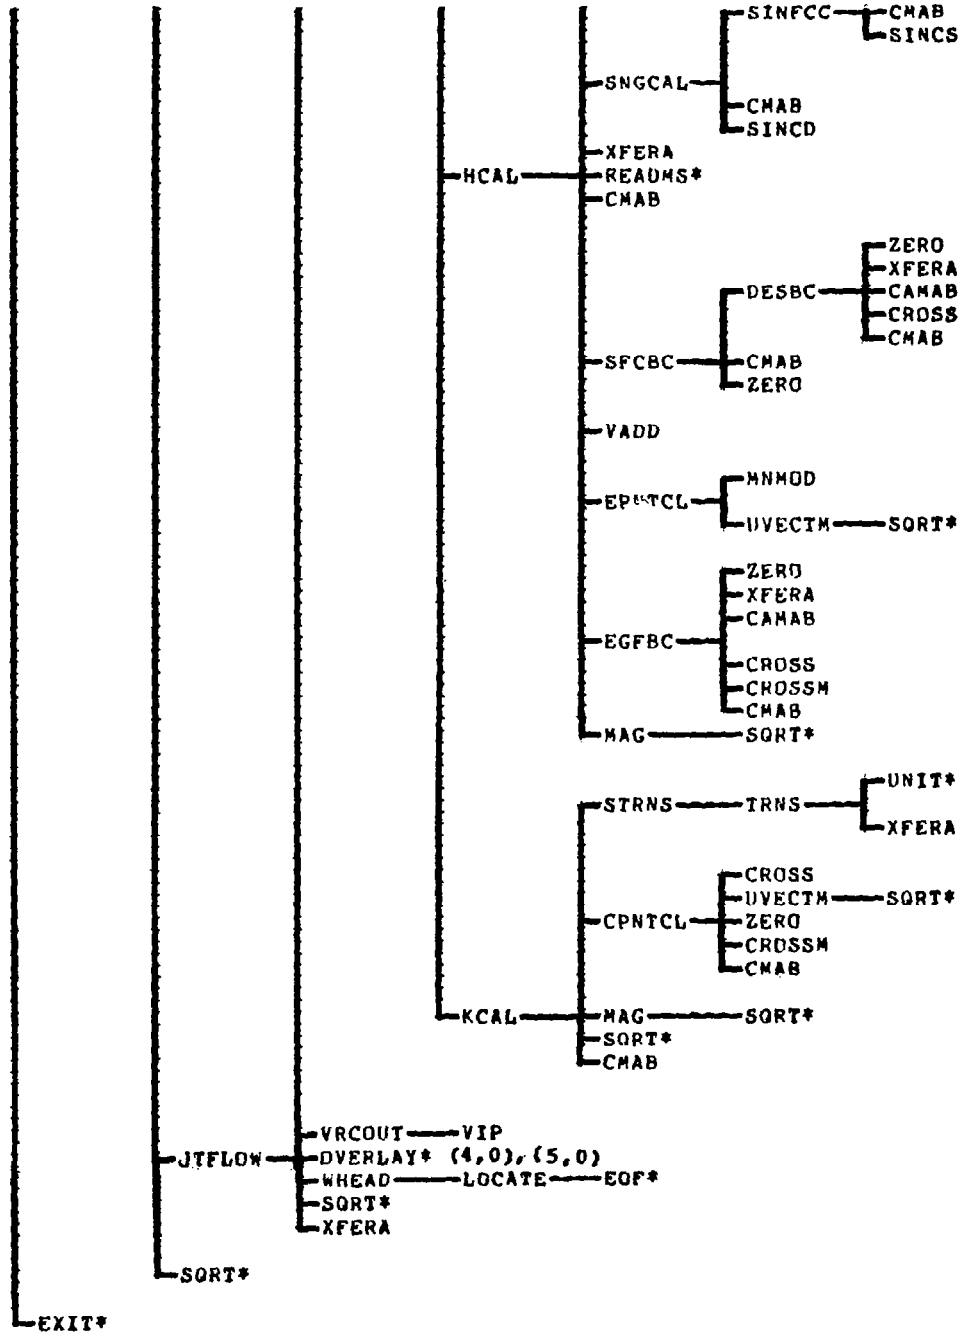 SINFCC CMAB
SINCS
SNGCAL
CMAB
SINCD
XFERA
HCAL READMS*
CMAB
ZERO
XFERA
DESBC CAMAB
CROSS
CMAB
SFCBC CMAB
ZERO
VADD
MNMOD
UVECTM SQRT*
ZERO
XFERA
CAMAB
EGFBC
CROSS
CROSSM
CMAB
MAG SQRT*
UNIT*
STRNS TRNS
XFERA
CROSS
UVECTM SQRT*
CPNTCL ZERO
CROSSM
CMAB
KCAL MAG SQRT*
SQRT*
CMAB
VRCOUT VIP
JTFLOW OVERLAY* (4,0),(5,0)
WHEAD LOCATE EOF*
SQRT*
XFERA
SQRT*
EXIT*